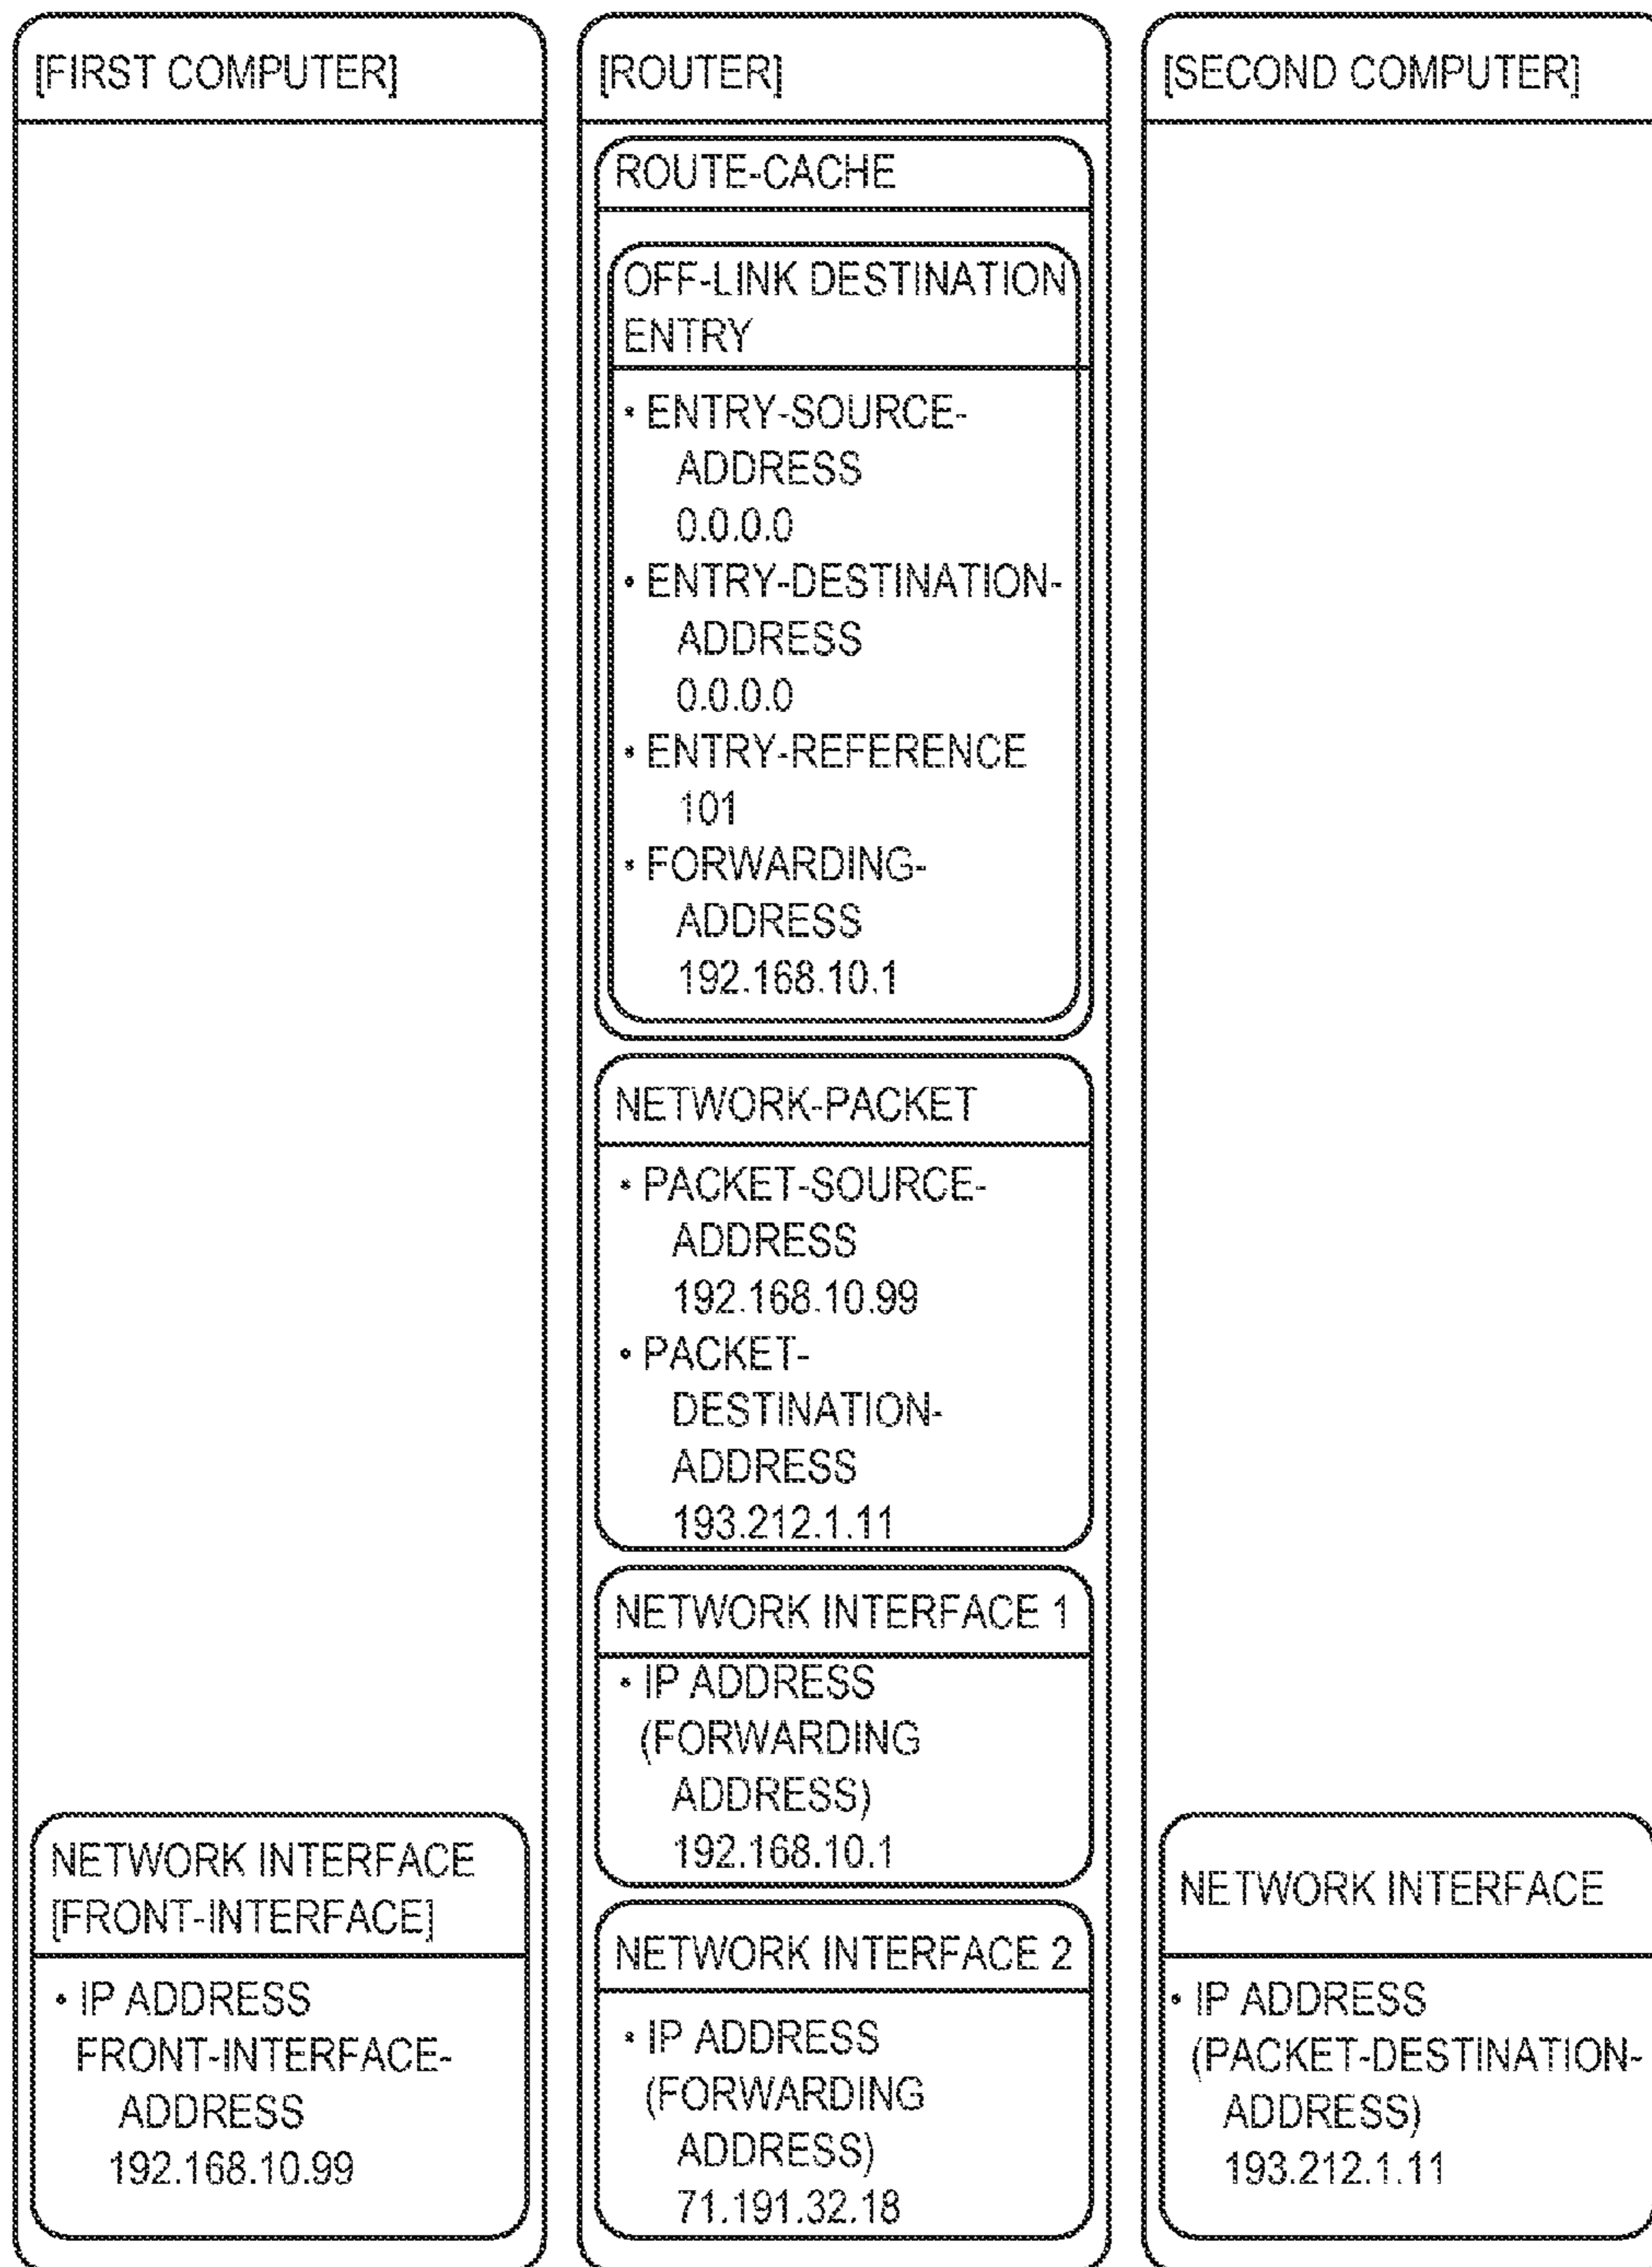 [FIRST COMPUTER]
NETWORK INTERFACE
[FRONT-INTERFACE]
• IP ADDRESS
FRONT-INTERFACE-
ADDRESS
192.168.10.99
[ROUTER]
ROUTE-CACHE
OFF-LINK DESTINATION
ENTRY
• ENTRY-SOURCE-
ADDRESS
0.0.0.0
• ENTRY-DESTINATION-
ADDRESS
0.0.0.0
• ENTRY-REFERENCE
101
• FORWARDING-
ADDRESS
192.168.10.1
NETWORK-PACKET
• PACKET-SOURCE-
ADDRESS
192.168.10.99
• PACKET-
DESTINATION-
ADDRESS
193.212.1.11
NETWORK INTERFACE 1
• IP ADDRESS
(FORWARDING
ADDRESS)
192.168.10.1
NETWORK INTERFACE 2
• IP ADDRESS
(FORWARDING
ADDRESS)
71.191.32.18
[SECOND COMPUTER]
NETWORK INTERFACE
• IP ADDRESS
(PACKET-DESTINATION-
ADDRESS)
193.212.1.11